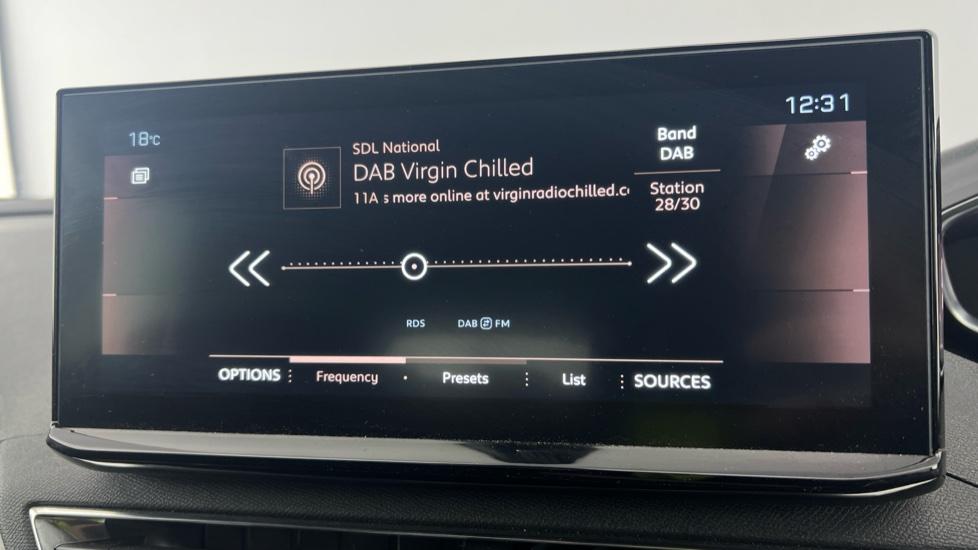 12:31
18°C
SDL National
DAB Virgin Chilled
11A s more online at virginradiochilled.c
Band
DAB
Station
28/30
RDS
DAB FM
OPTIONS
Frequency
Presets
List
SOURCES